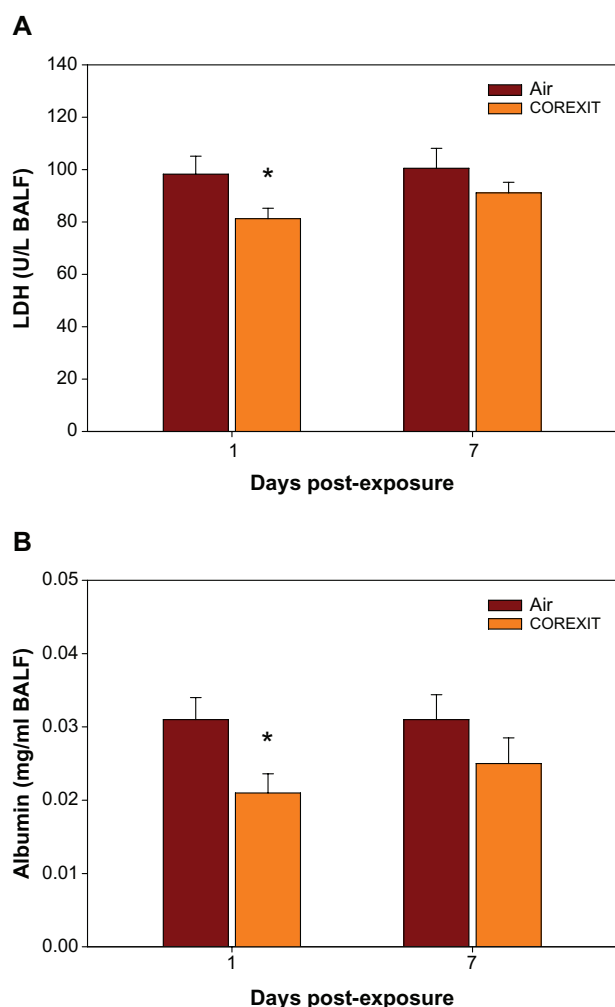 A
140
120
100
80
60
40
20
0
LDH (U/L BALF)
Air
COREXIT
*
1
7
Days post-exposure
B
0.05
0.04
0.03
0.02
0.01
0.00
Albumin (mg/ml BALF)
Air
COREXIT
*
1
7
Days post-exposure